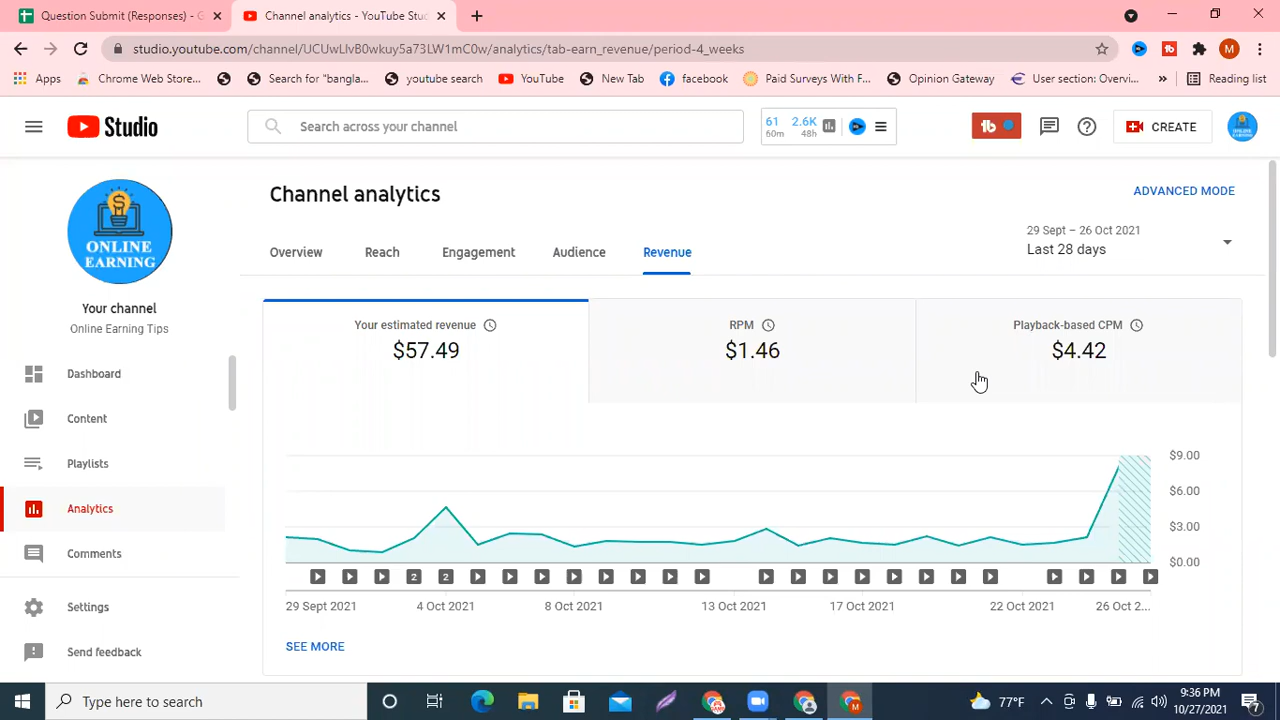 Question Submit (Responses) - G
Channel analytics - YouTube Stu
studio.youtube.com/channel/UCUwLlvB0wkuy5a73LW1mC0w/analytics/tab-earn_revenue/period-4_weeks
M
Apps
Chrome Web Store...
Search for "bangla...
youtube search
YouTube
New Tab
facebook
Paid Surveys With F...
Opinion Gateway
User section: Overvi...
»
Reading list
Studio
Search across your channel
61
60m
2.6K
48h
tb
CREATE
ONLINE
EARNING
Your channel
Online Earning Tips
Dashboard
Content
Playlists
Analytics
Comments
Settings
Send feedback
Channel analytics
ADVANCED MODE
Overview
Reach
Engagement
Audience
Revenue
29 Sept – 26 Oct 2021
Last 28 days
Your estimated revenue
$57.49
RPM
$1.46
Playback-based CPM
$4.42
$9.00
$6.00
$3.00
$0.00
2
2
29 Sept 2021
4 Oct 2021
8 Oct 2021
13 Oct 2021
17 Oct 2021
22 Oct 2021
26 Oct 2...
SEE MORE
Type here to search
77°F
9:36 PM
10/27/2021
7